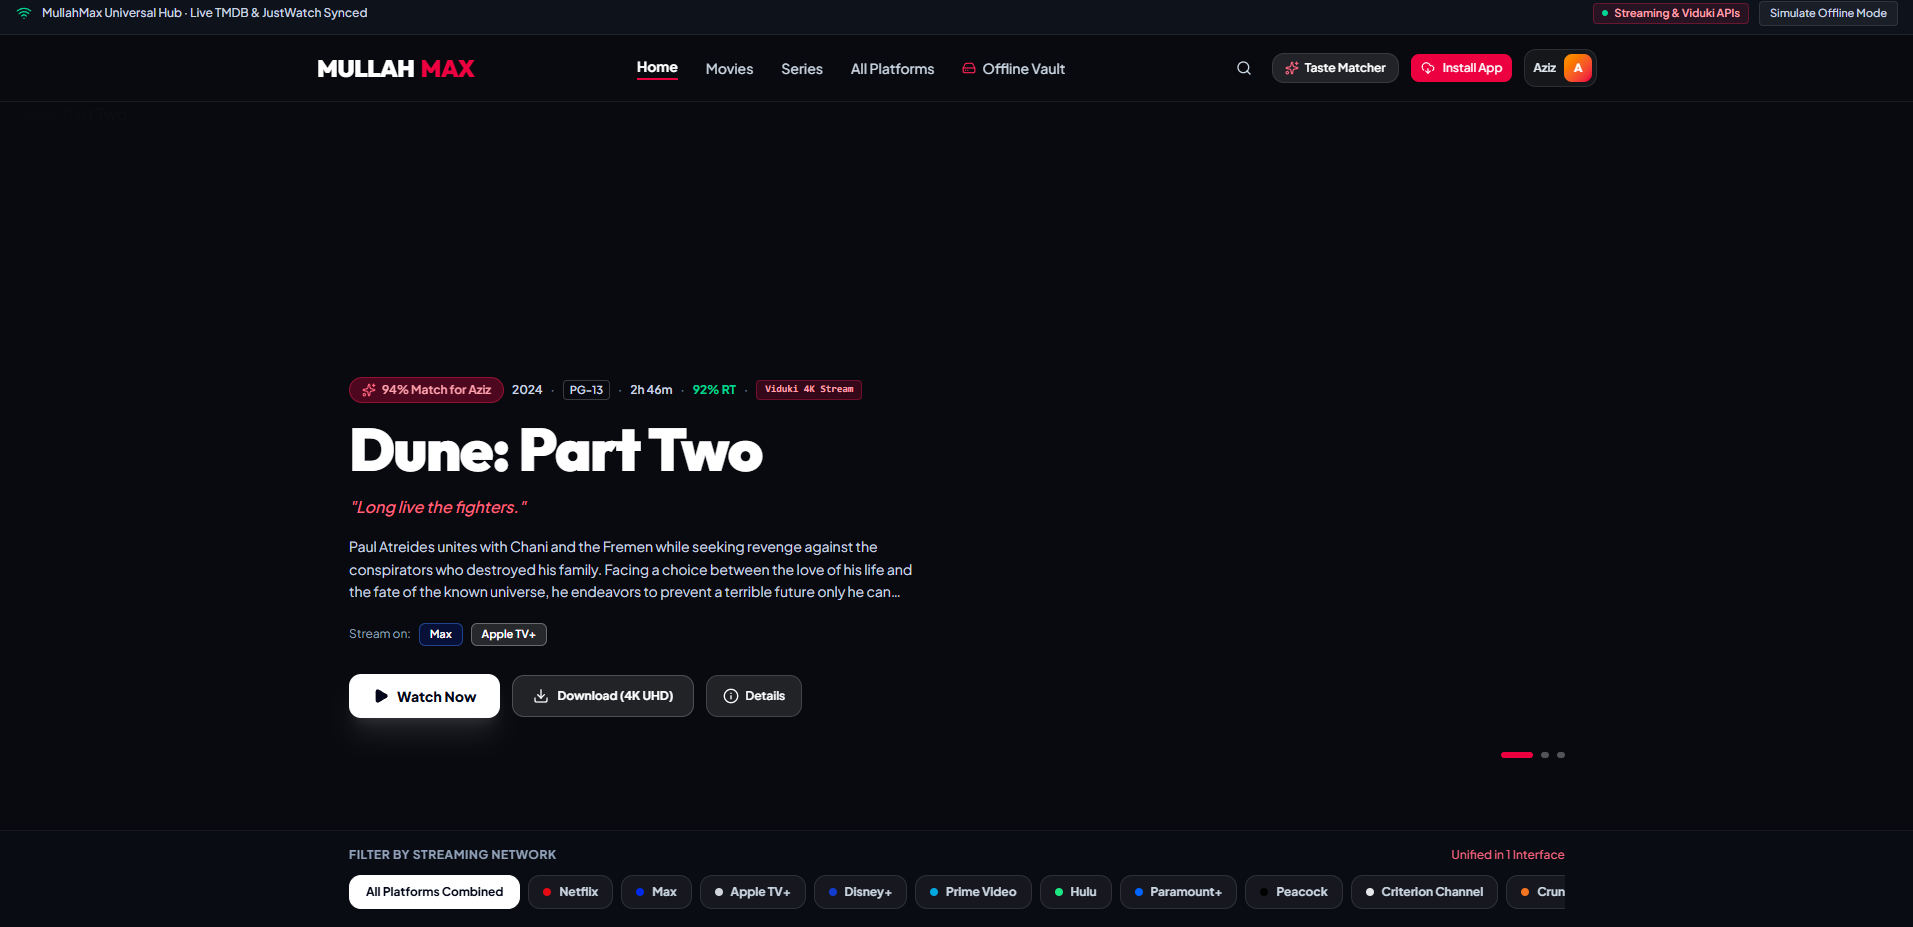 MullahMax Universal Hub · Live TMDB & JustWatch Synced
Streaming & Viduki APIs
Simulate Offline Mode
MULLAH MAX
Home
Movies
Series
All Platforms
Offline Vault
Taste Matcher
Install App
Aziz
A
94% Match for Aziz
2024 · PG-13 · 2h 46m · 92% RT · Viduki 4K Stream
Dune: Part Two
"Long live the fighters."
Paul Atreides unites with Chani and the Fremen while seeking revenge against the
conspirators who destroyed his family. Facing a choice between the love of his life and
the fate of the known universe, he endeavors to prevent a terrible future only he can...
Stream on:
Max
Apple TV+
Watch Now
Download (4K UHD)
Details
FILTER BY STREAMING NETWORK
Unified in 1 Interface
All Platforms Combined
Netflix
Max
Apple TV+
Disney+
Prime Video
Hulu
Paramount+
Peacock
Criterion Channel
Crun